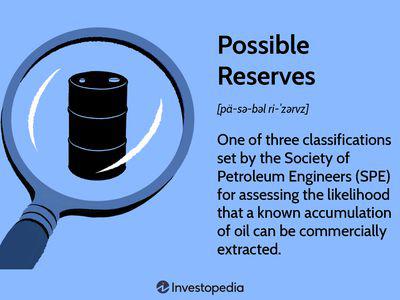 Possible
Reserves
[pä-sə-bəl ri-ˈzərvz]
One of three classifications
set by the Society of
Petroleum Engineers (SPE)
for assessing the likelihood
that a known accumulation
of oil can be commercially
extracted.
Investopedia